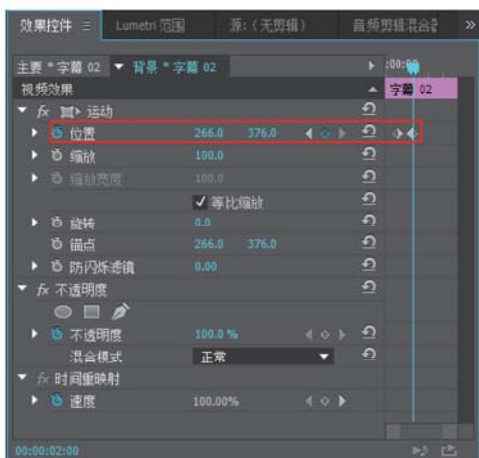 效果控件 Lumetri 范围 源:(无剪辑) 音频剪辑混合器
主要 * 字幕 02 背景 * 字幕 02 :00:00
视频效果 字幕 02
fx 运动
位置 266.0 376.0
缩放 100.0
缩放宽度 100.0
等比缩放
旋转 0.0
锚点 266.0 376.0
防闪烁滤镜 0.00
fx 不透明度
不透明度 100.0 %
混合模式 正常
fx 时间重映射
速度 100.00%
00:00:02:00